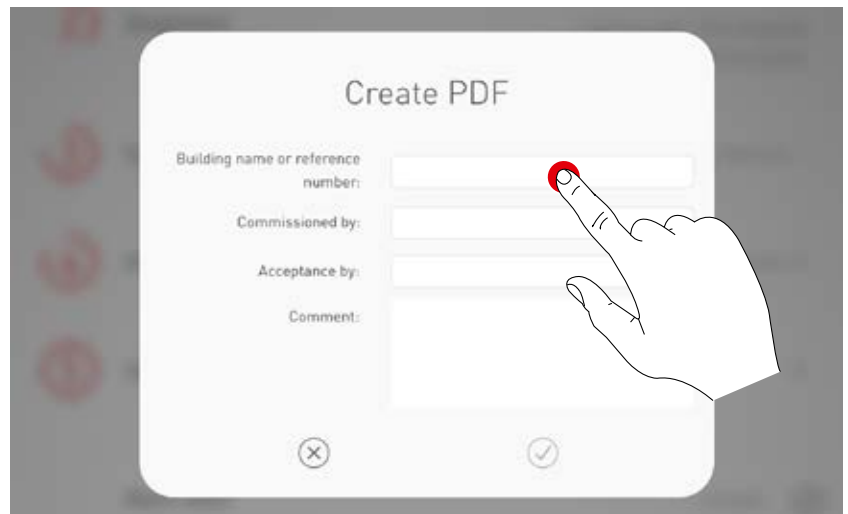 Create PDF
Building name or reference
number:
Commissioned by:
Acceptance by:
Comment: